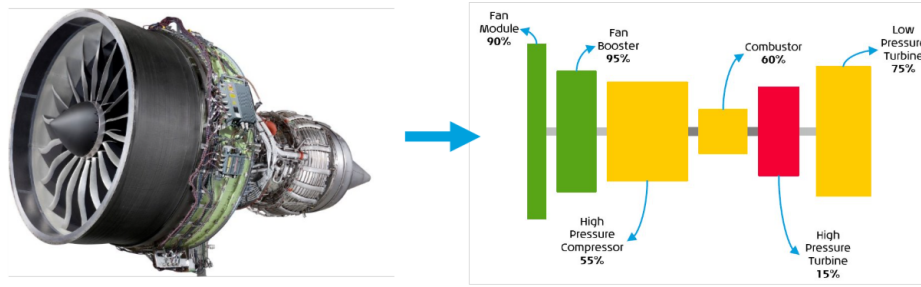 Fan
Module
90%
Fan
Booster
95%
High
Pressure
Compressor
55%
Combustor
60%
High
Pressure
Turbine
15%
Low
Pressure
Turbine
75%